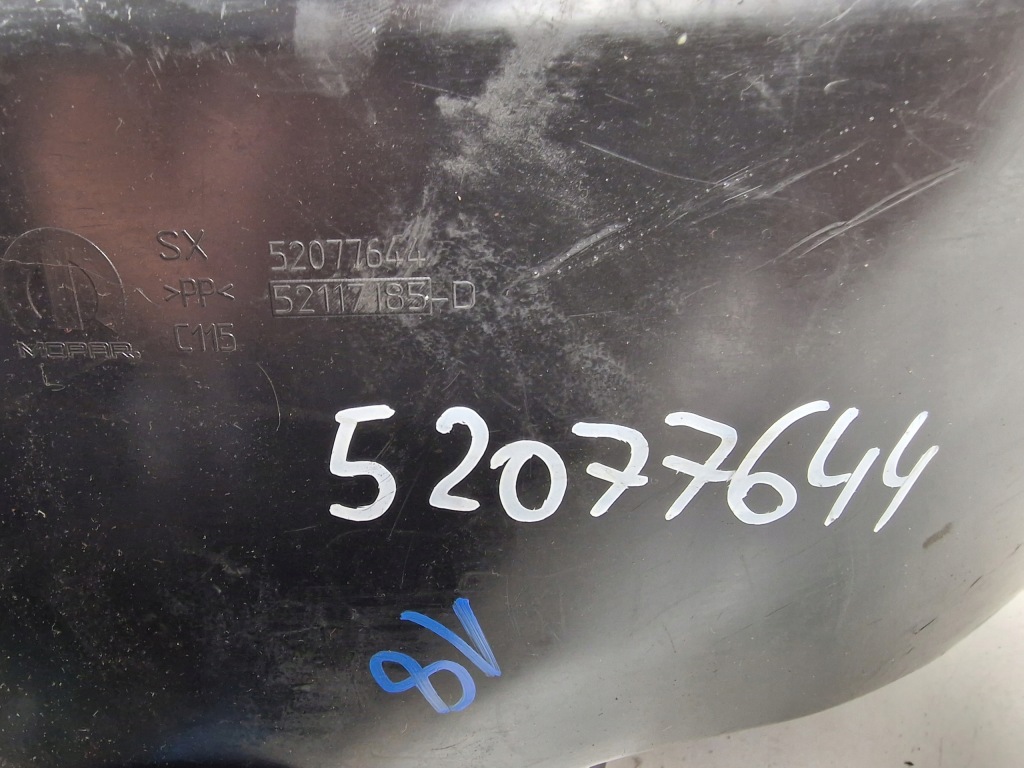 SX 52077644
>PP< 52117185-D
C115
MOPAR.
L
52077644
8V